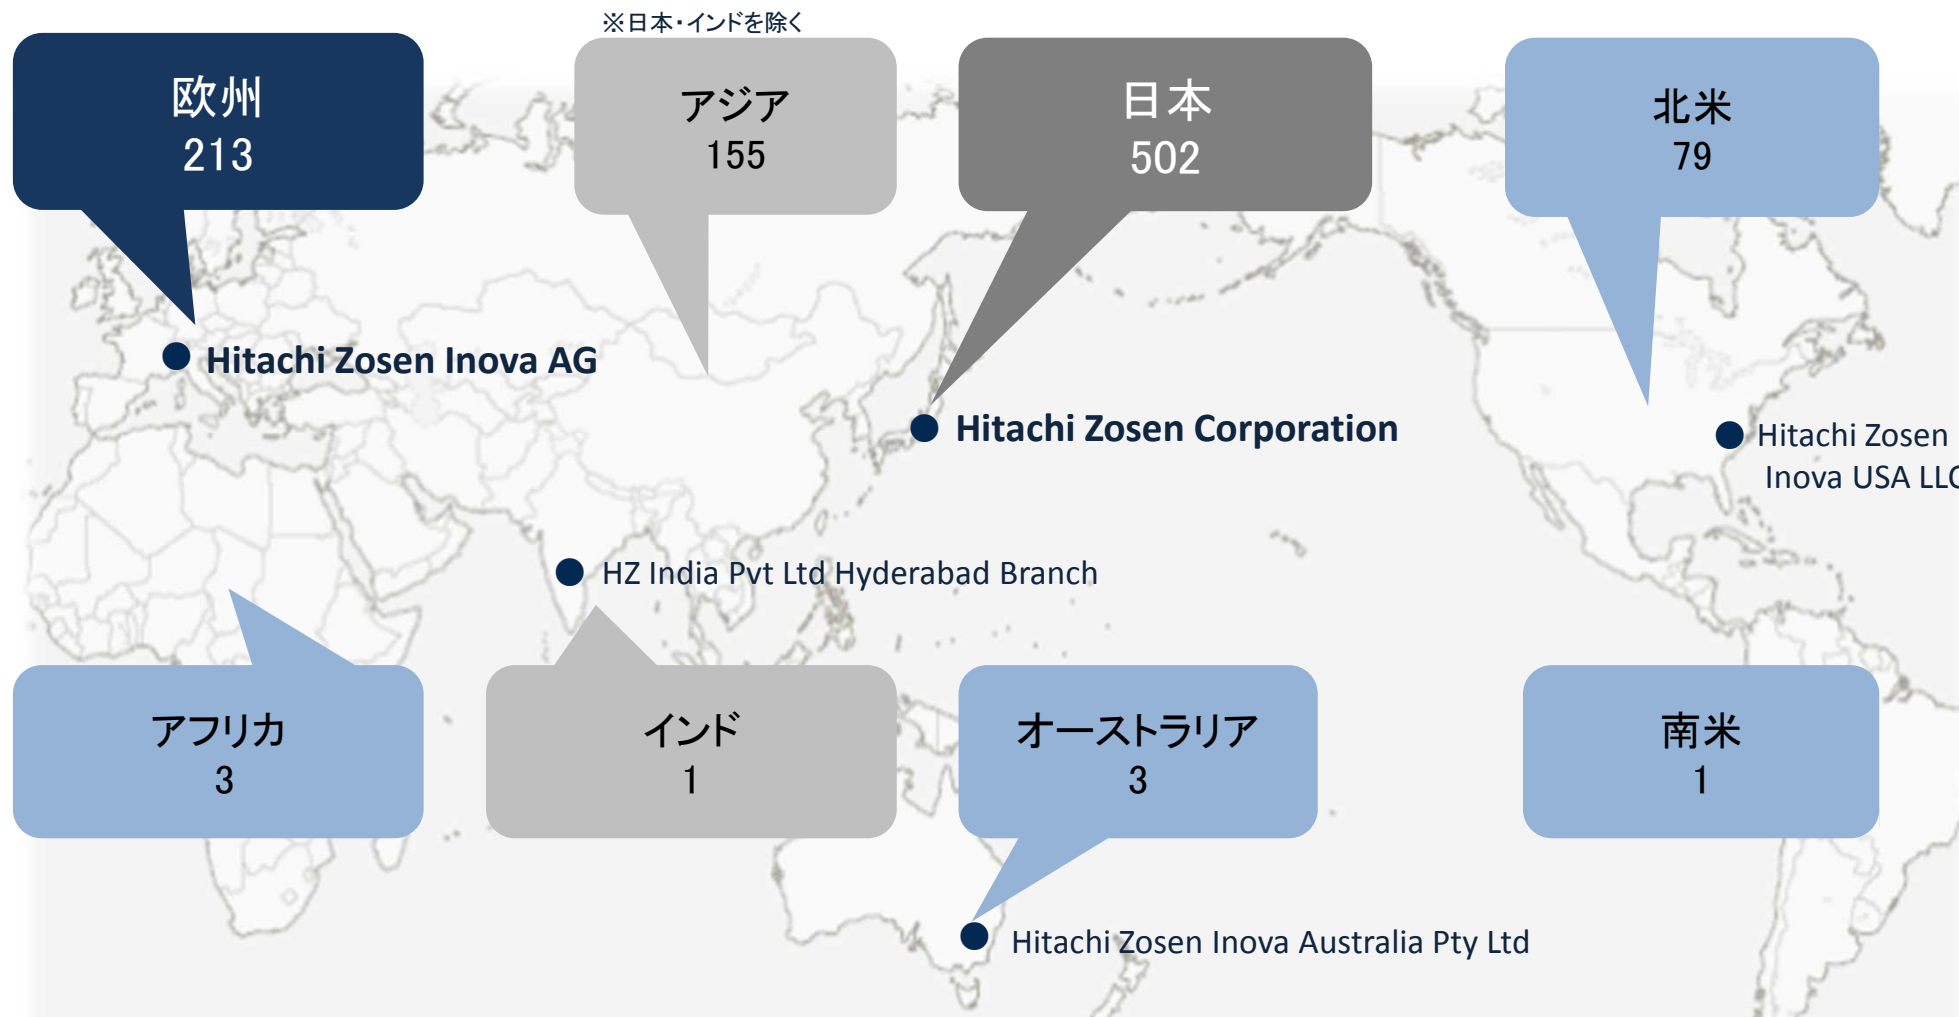 ※日本・インドを除く
欧州
213
アジア
155
日本
502
北米
79
Hitachi Zosen Inova AG
Hitachi Zosen Corporation
Hitachi Zosen
Inova USA LLC
HZ India Pvt Ltd Hyderabad Branch
アフリカ
3
インド
1
オーストラリア
3
南米
1
Hitachi Zosen Inova Australia Pty Ltd